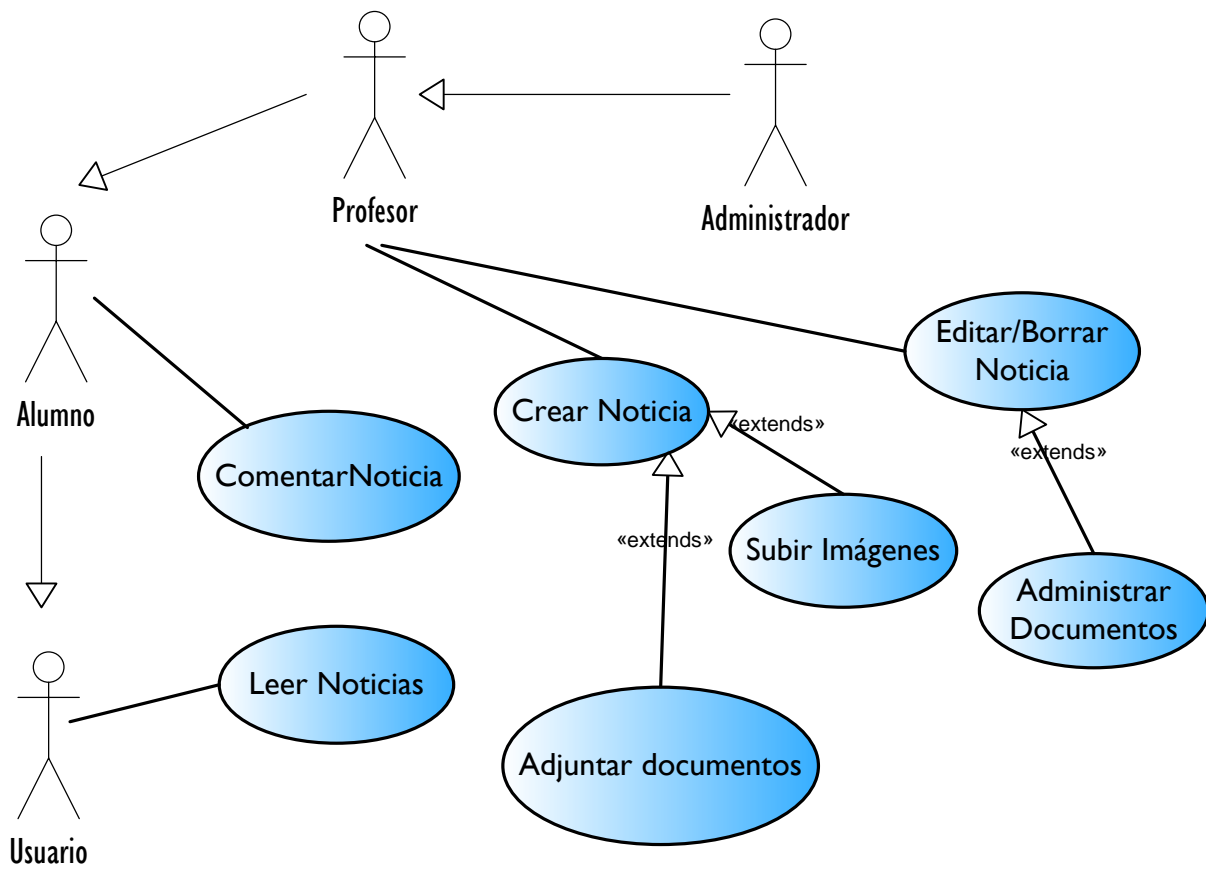 Profesor
Administrador
Alumno
Editar/Borrar
Noticia
Crear Noticia
«extends»
«extends»
ComentarNoticia
«extends»
Subir Imágenes
Administrar
Documentos
Leer Noticias
Adjuntar documentos
Usuario